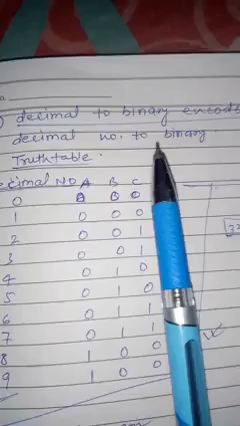 decimal to binary encod
decimal no. to binary
Truthtable.
ecimal No A B C
0 0 0 0
1 0 0 0
2 0 0 1
3 0 0 1
4 0 1 0
5 0 1 0
6 0 1 1
7 0 1 1
8 1 0 0
9 1 0 0